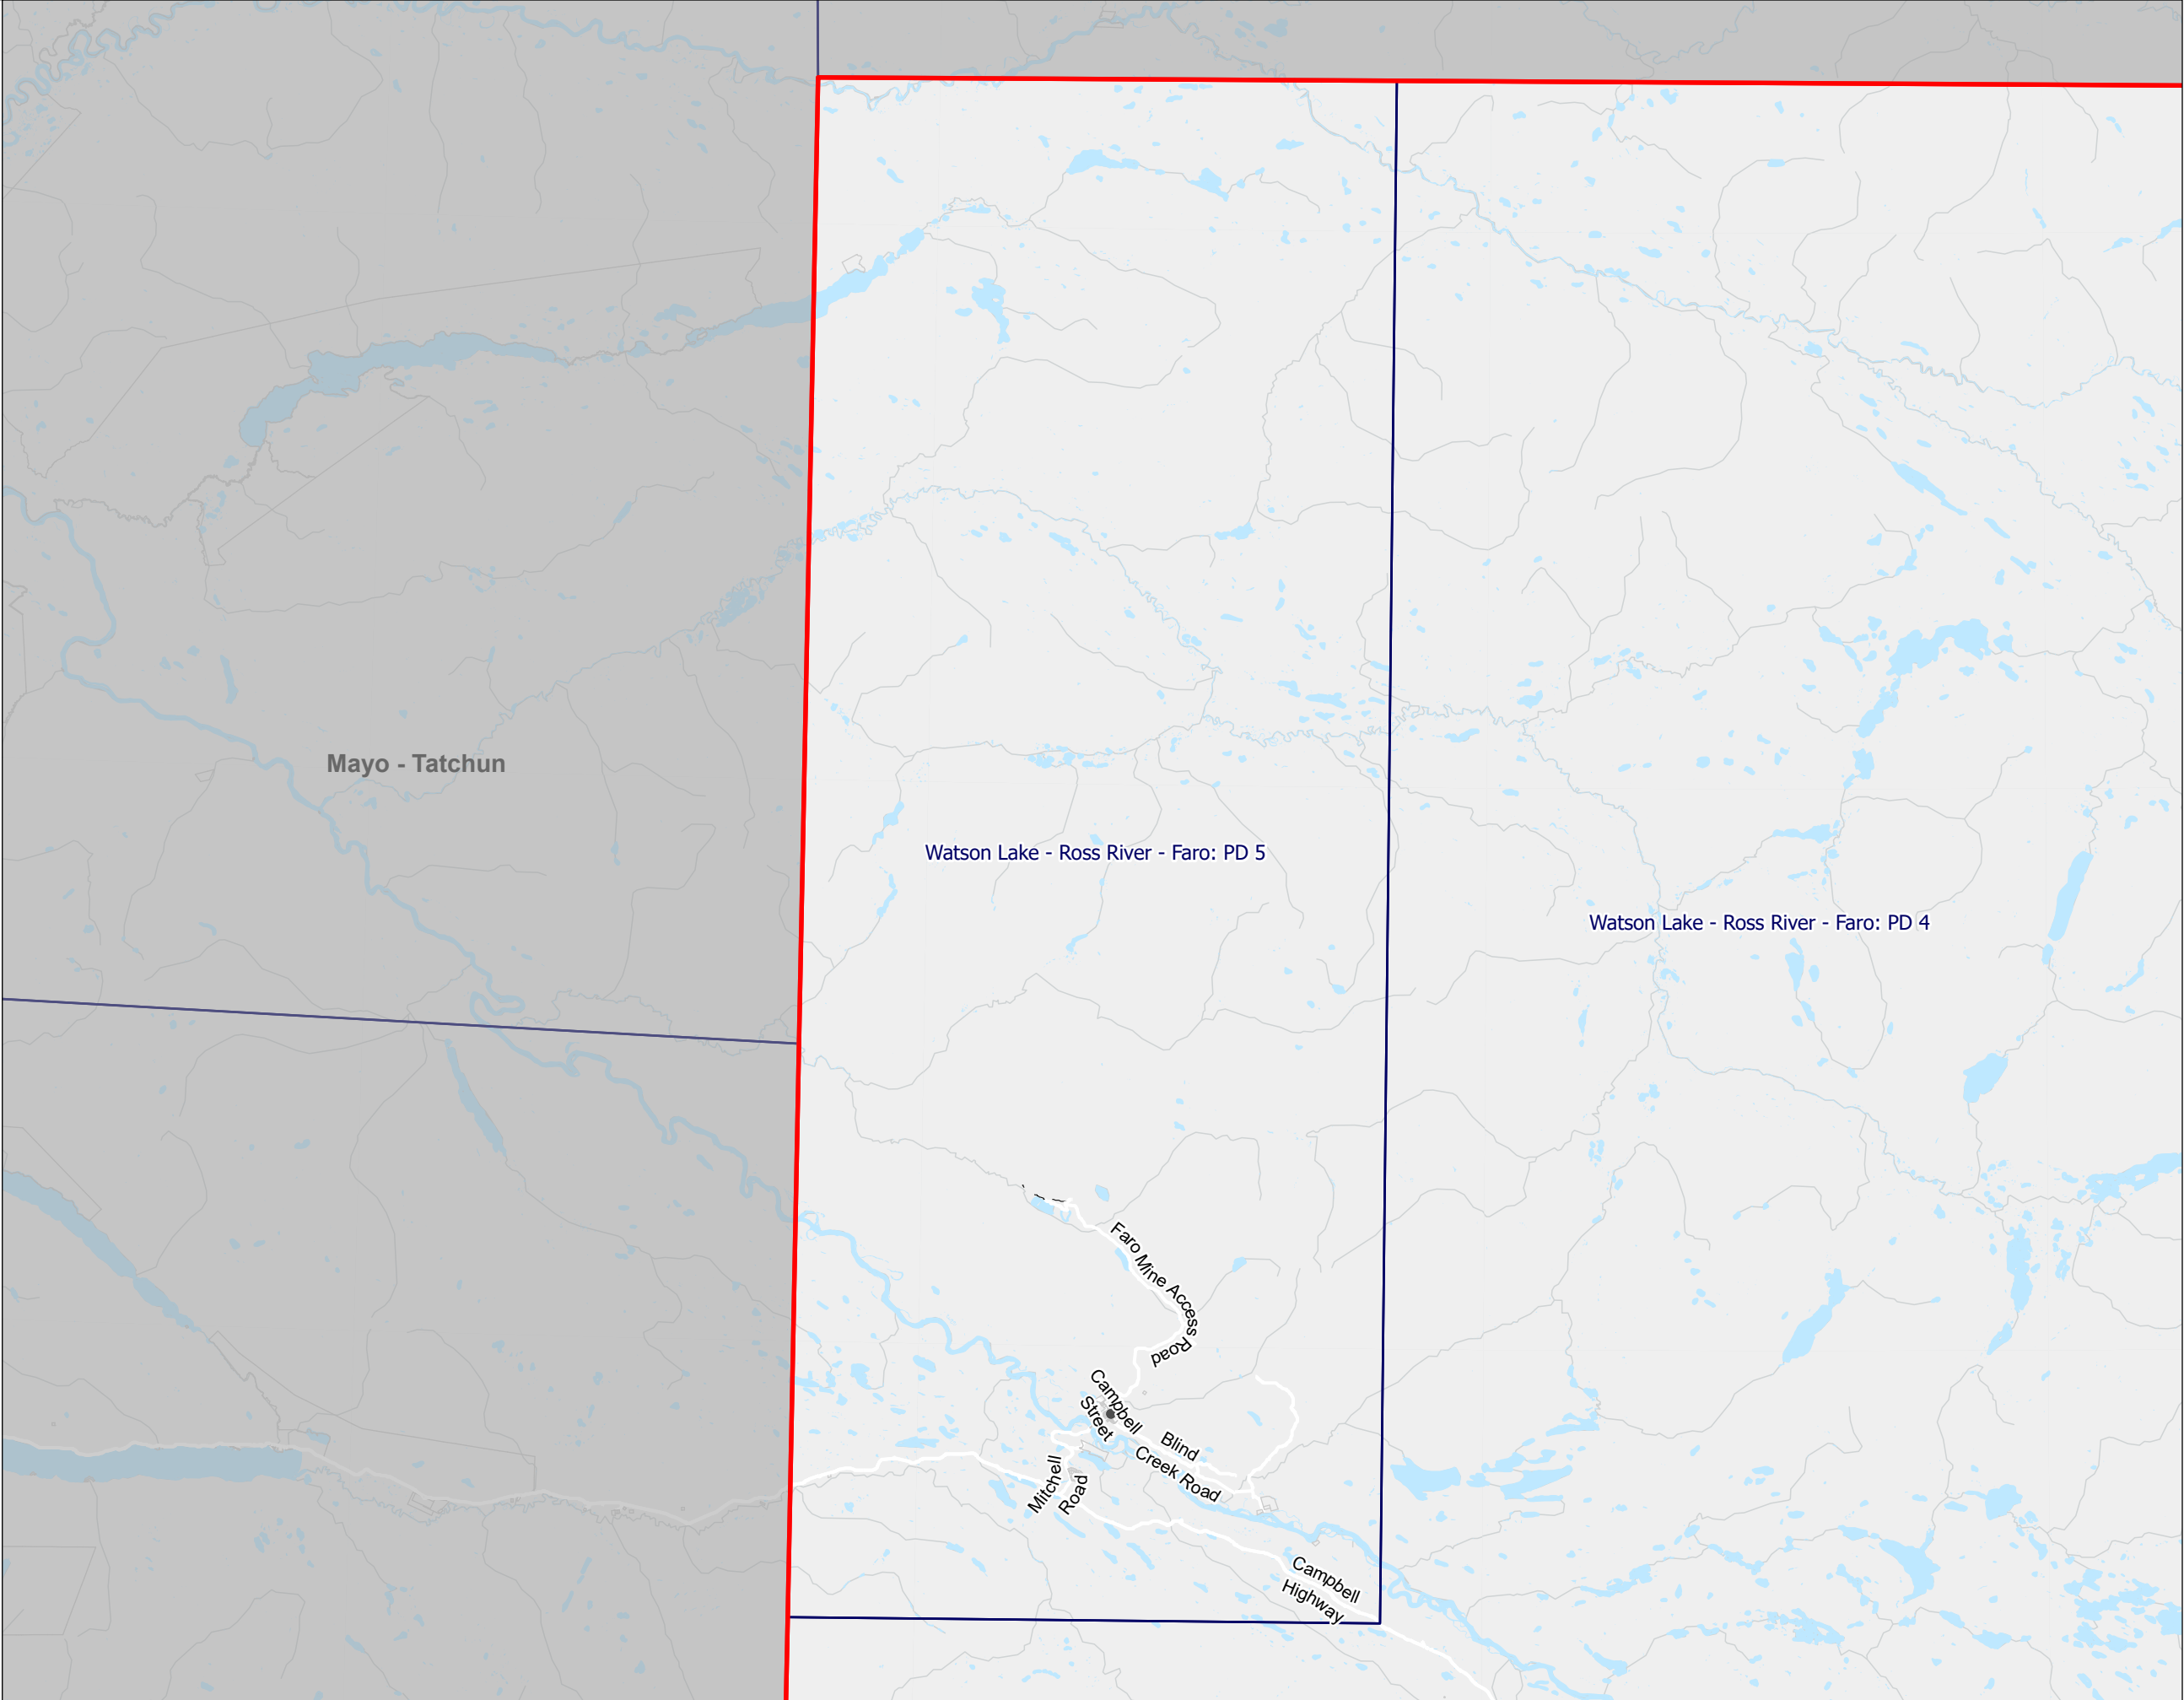 Mayo - Tatchun
Watson Lake - Ross River - Faro: PD 5
Watson Lake - Ross River - Faro: PD 4
Faro Mine Access
Road
Campbell
Street
Blind
Creek Road
Mitchell
Road
Campbell
Highway